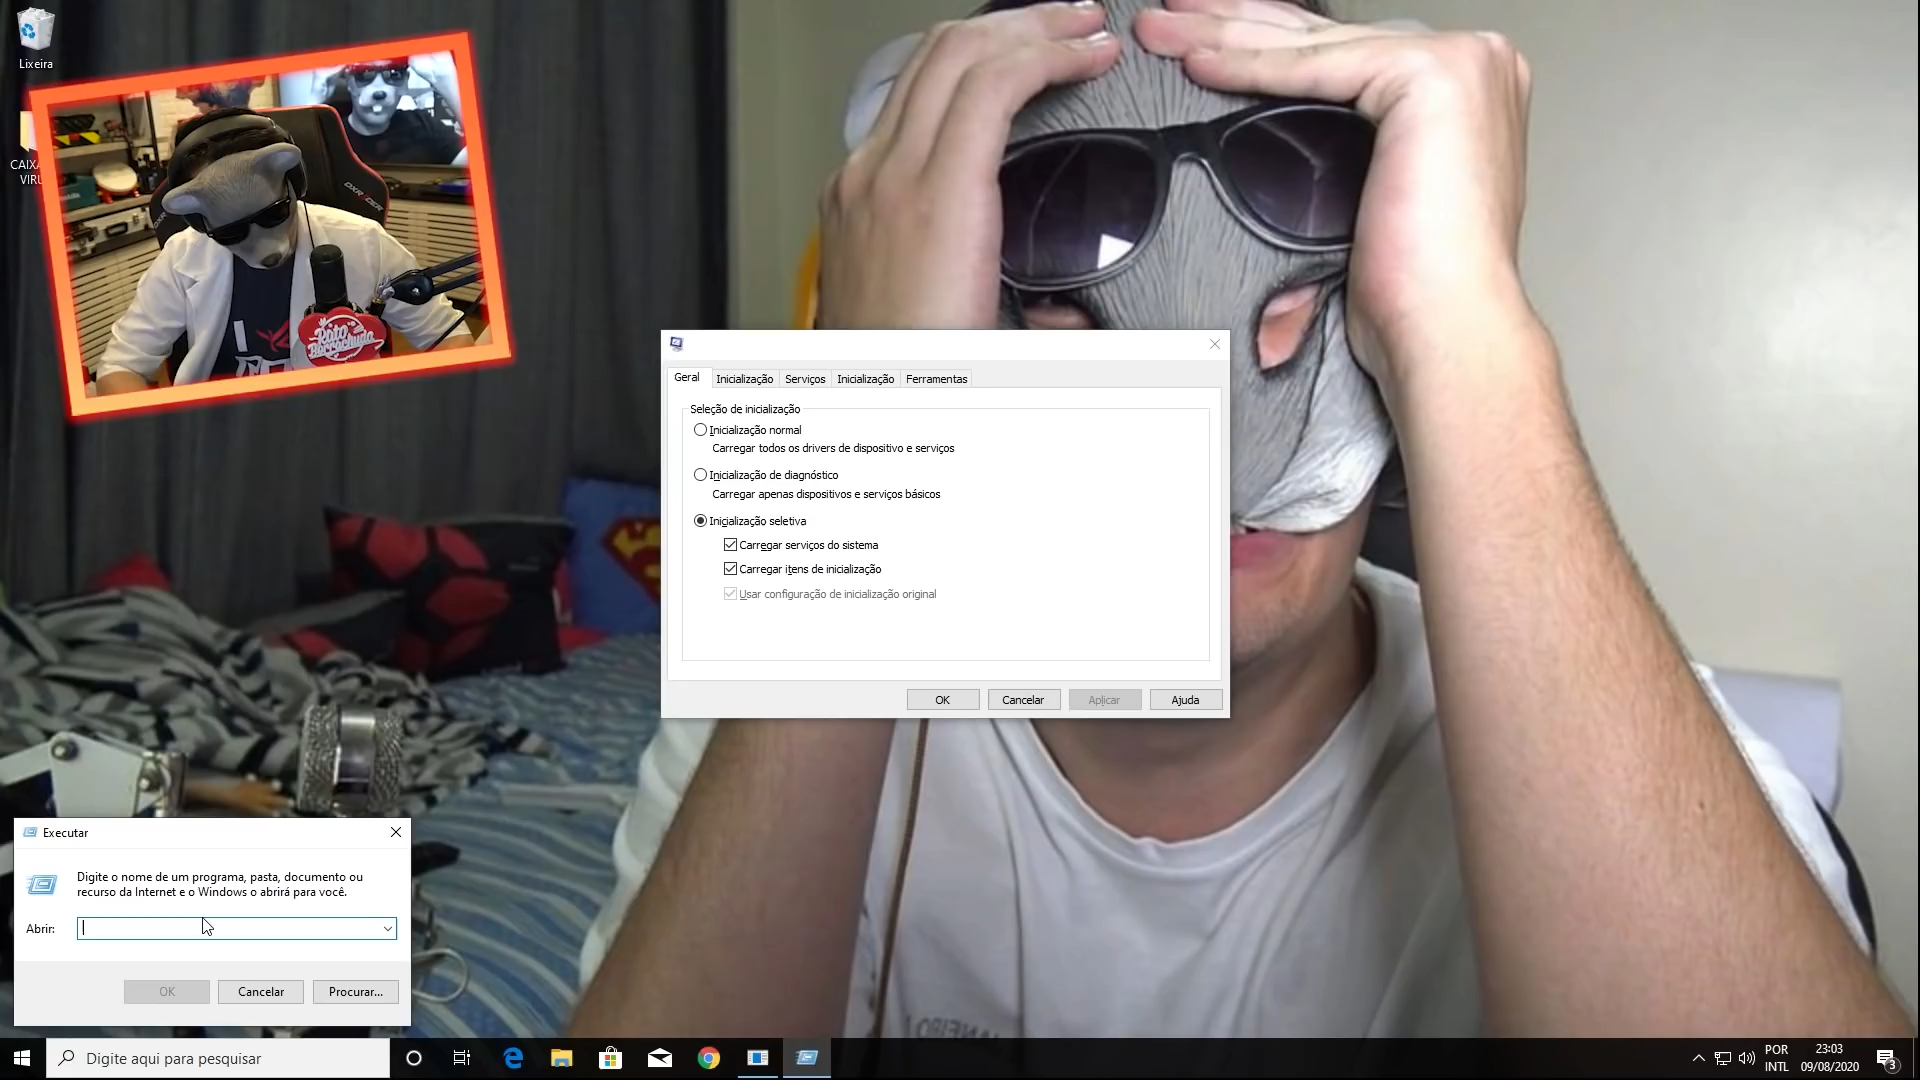 Lixeira
CAIXA
VIRU
DXRACER
I
Rato
Borrachudo
Geral
Inicialização
Serviços
Inicialização
Ferramentas
Seleção de inicialização
Inicialização normal
Carregar todos os drivers de dispositivo e serviços
Inicialização de diagnóstico
Carregar apenas dispositivos e serviços básicos
Inicialização seletiva
Carregar serviços do sistema
Carregar itens de inicialização
Usar configuração de inicialização original
OK
Cancelar
Aplicar
Ajuda
Executar
Digite o nome de um programa, pasta, documento ou
recurso da Internet e o Windows o abrirá para você.
Abrir:
OK
Cancelar
Procurar...
Digite aqui para pesquisar
POR
INTL
23:03
09/08/2020
3